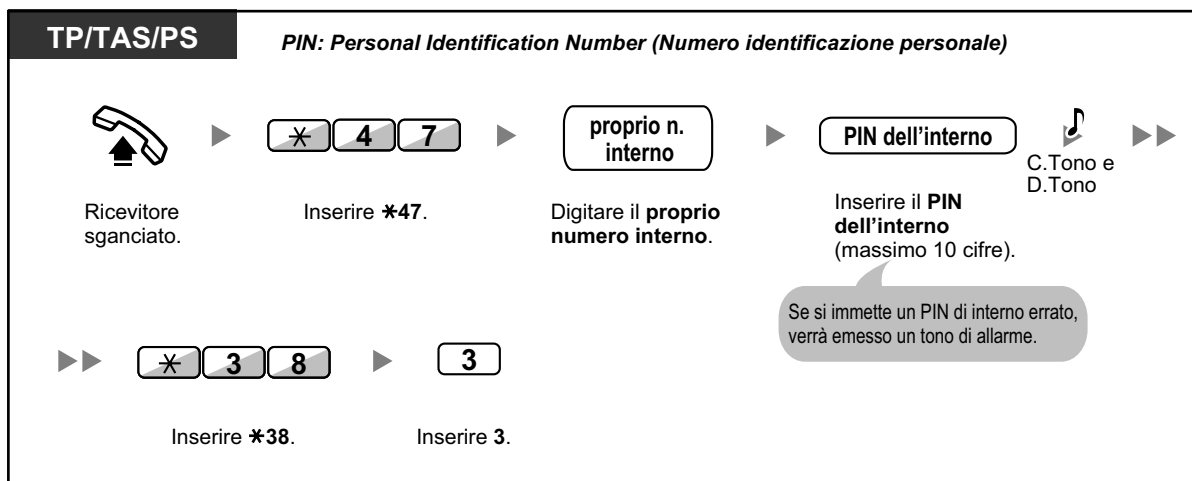 TP/TAS/PS
PIN: Personal Identification Number (Numero identificazione personale)
* 4 7
proprio n.
interno
PIN dell'interno
C.Tono e
D.Tono
Ricevitore
sganciato.
Inserire *47.
Digitare il proprio
numero interno.
Inserire il PIN
dell'interno
(massimo 10 cifre).
Se si immette un PIN di interno errato,
verrà emesso un tono di allarme.
* 3 8
3
Inserire *38.
Inserire 3.